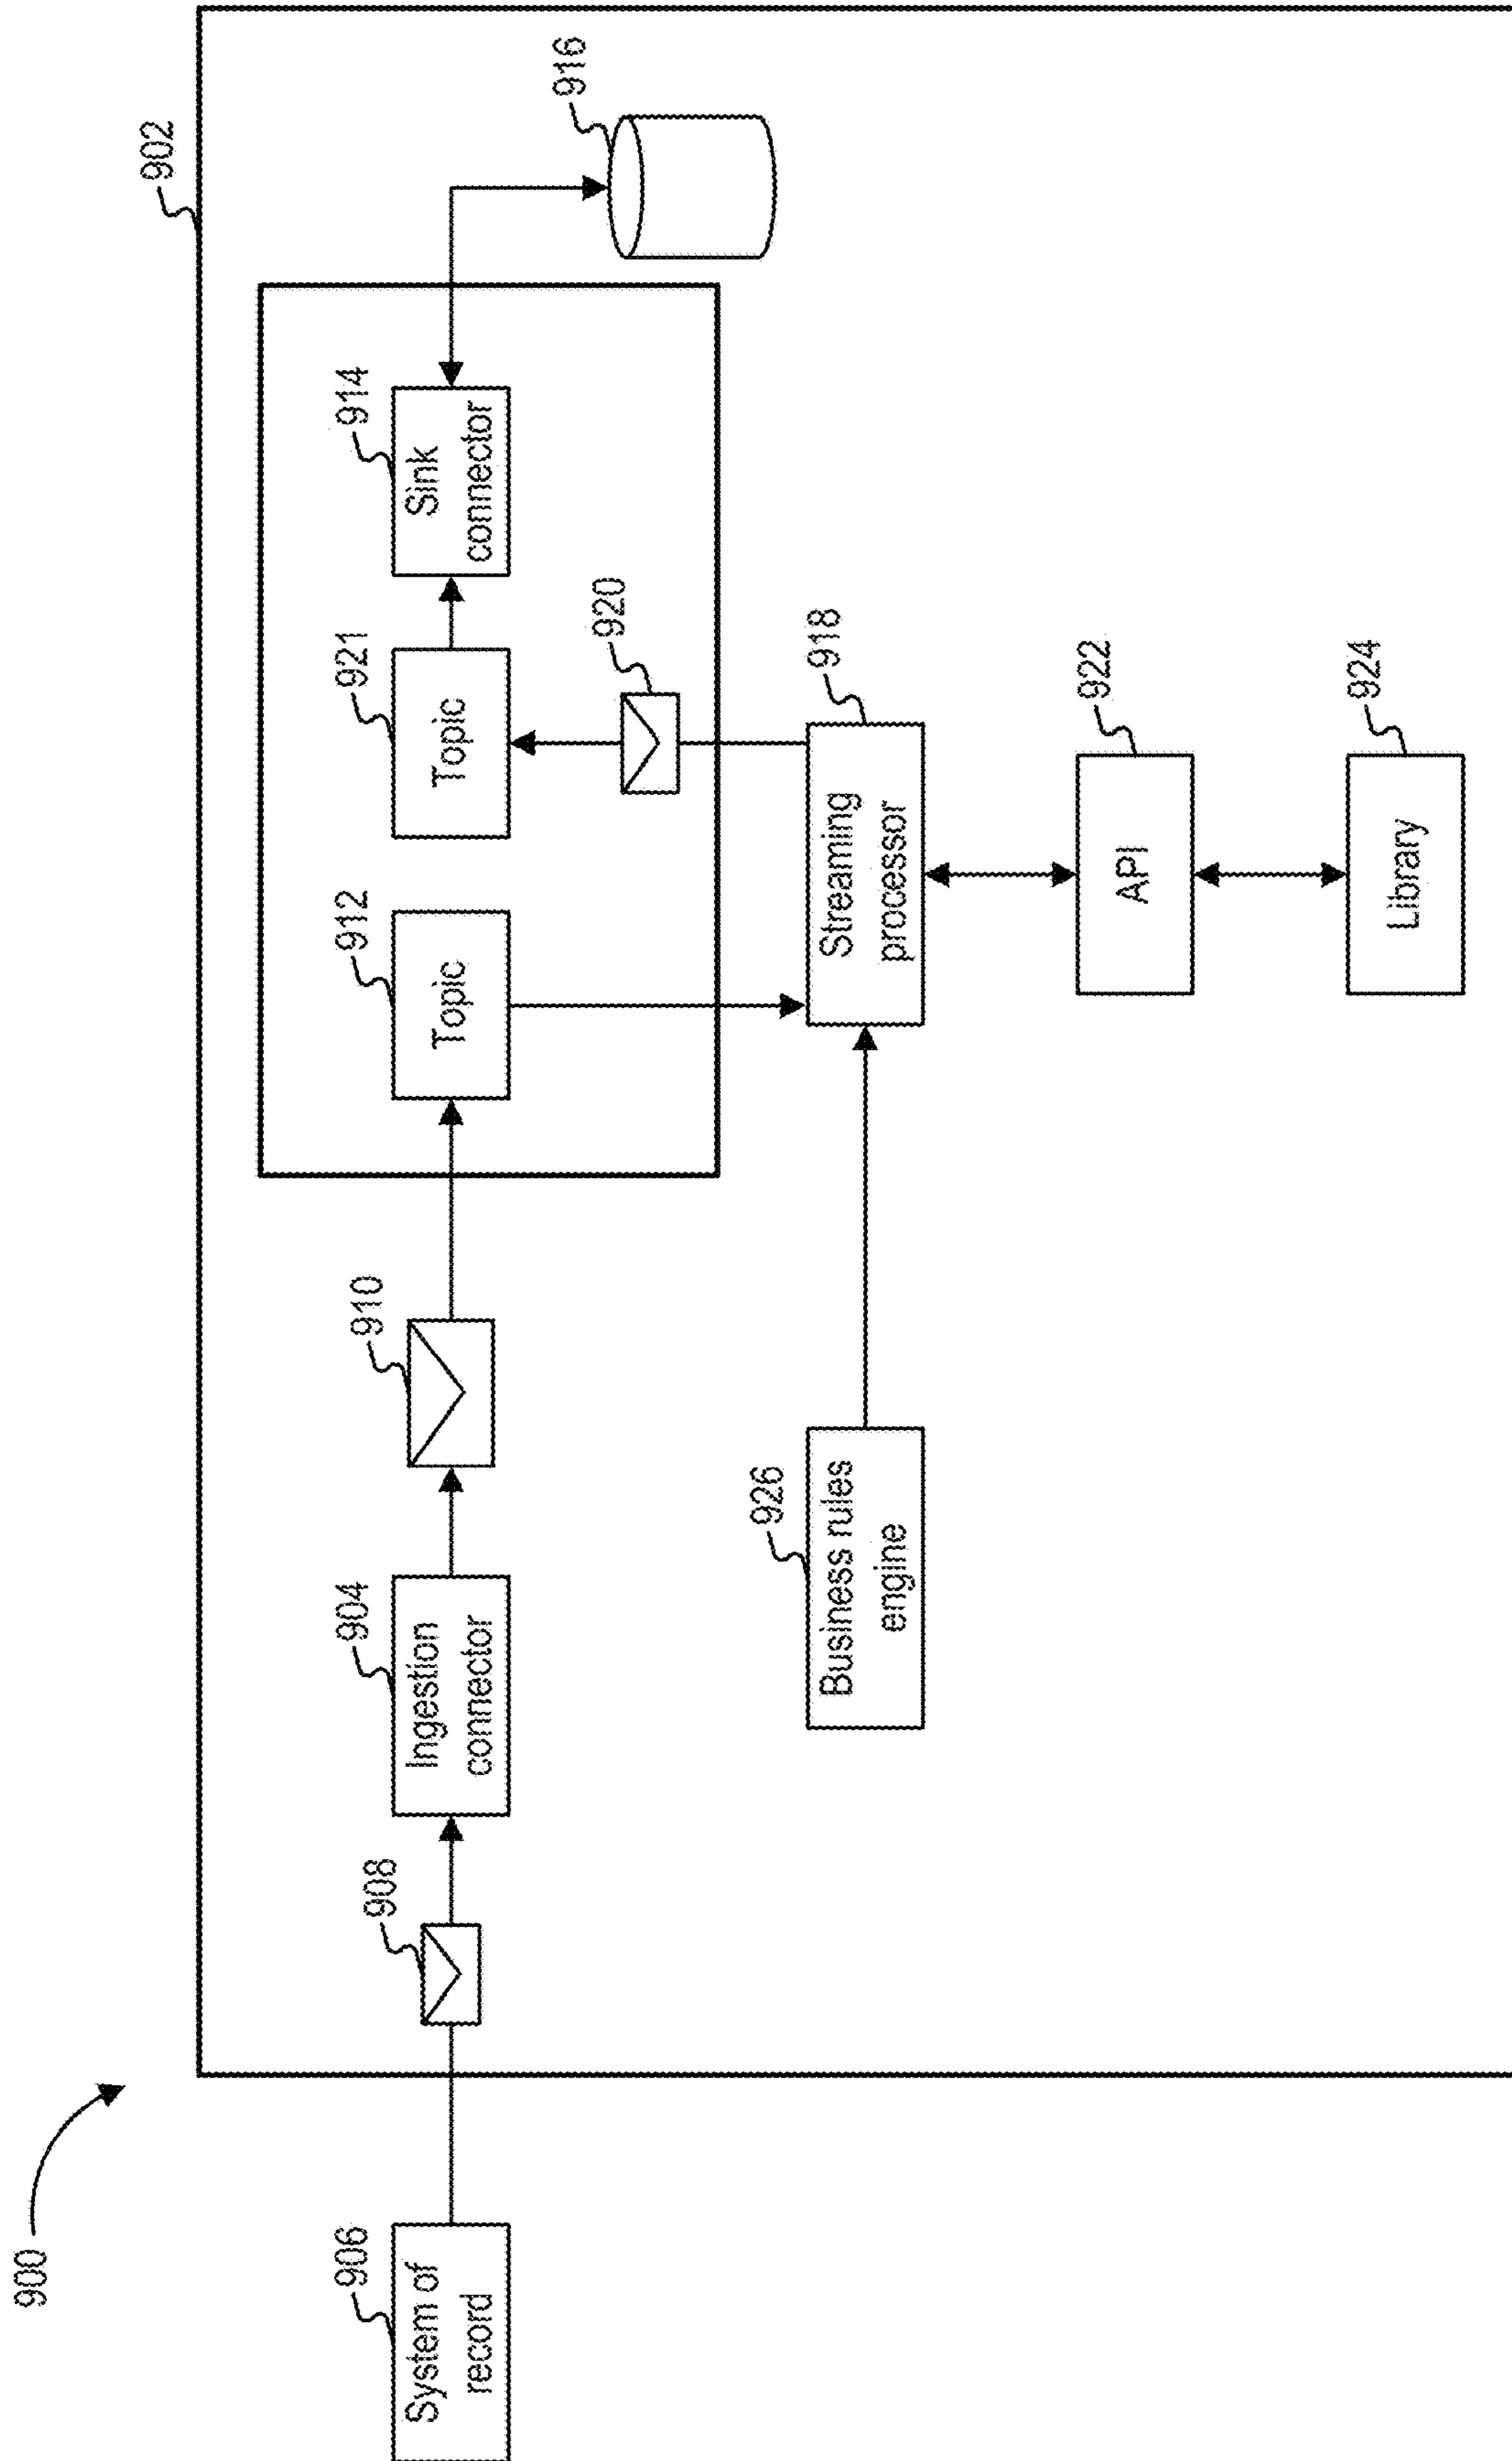 900
902
System of
record
906
908
Ingestion
connector
904
910
Topic
912
Topic
921
Sink
connector
914
916
920
Business rules
engine
926
Streaming
processor
918
API
922
Library
924